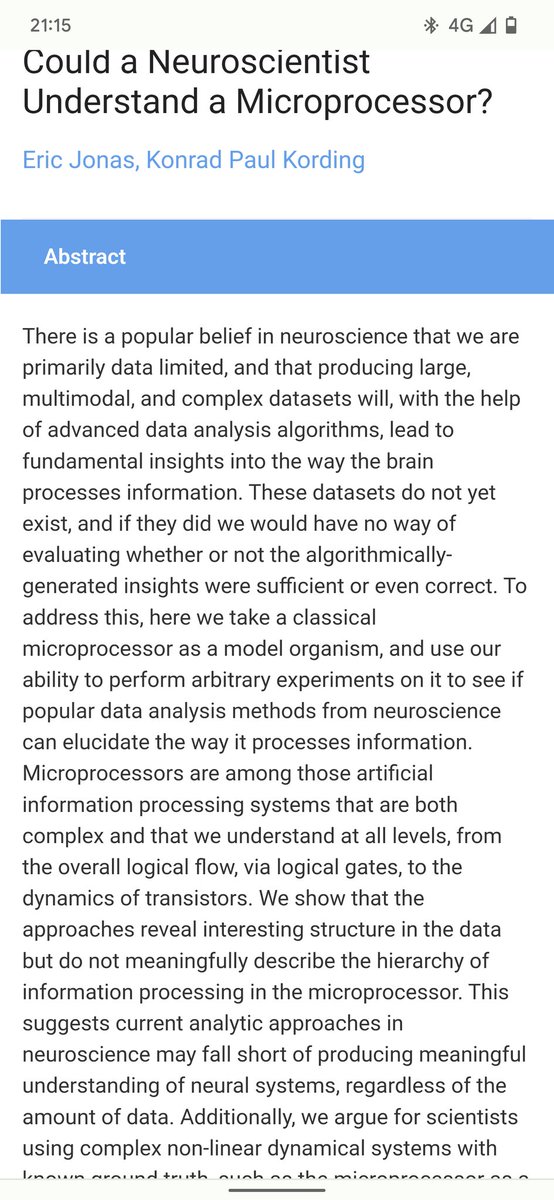 21:15
4G
Could a Neuroscientist
Understand a Microprocessor?
Eric Jonas, Konrad Paul Kording
Abstract
There is a popular belief in neuroscience that we are
primarily data limited, and that producing large,
multimodal, and complex datasets will, with the help
of advanced data analysis algorithms, lead to
fundamental insights into the way the brain
processes information. These datasets do not yet
exist, and if they did we would have no way of
evaluating whether or not the algorithmically-
generated insights were sufficient or even correct. To
address this, here we take a classical
microprocessor as a model organism, and use our
ability to perform arbitrary experiments on it to see if
popular data analysis methods from neuroscience
can elucidate the way it processes information.
Microprocessors are among those artificial
information processing systems that are both
complex and that we understand at all levels, from
the overall logical flow, via logical gates, to the
dynamics of transistors. We show that the
approaches reveal interesting structure in the data
but do not meaningfully describe the hierarchy of
information processing in the microprocessor. This
suggests current analytic approaches in
neuroscience may fall short of producing meaningful
understanding of neural systems, regardless of the
amount of data. Additionally, we argue for scientists
using complex non-linear dynamical systems with
known ground truth, such as the microprocessor as a